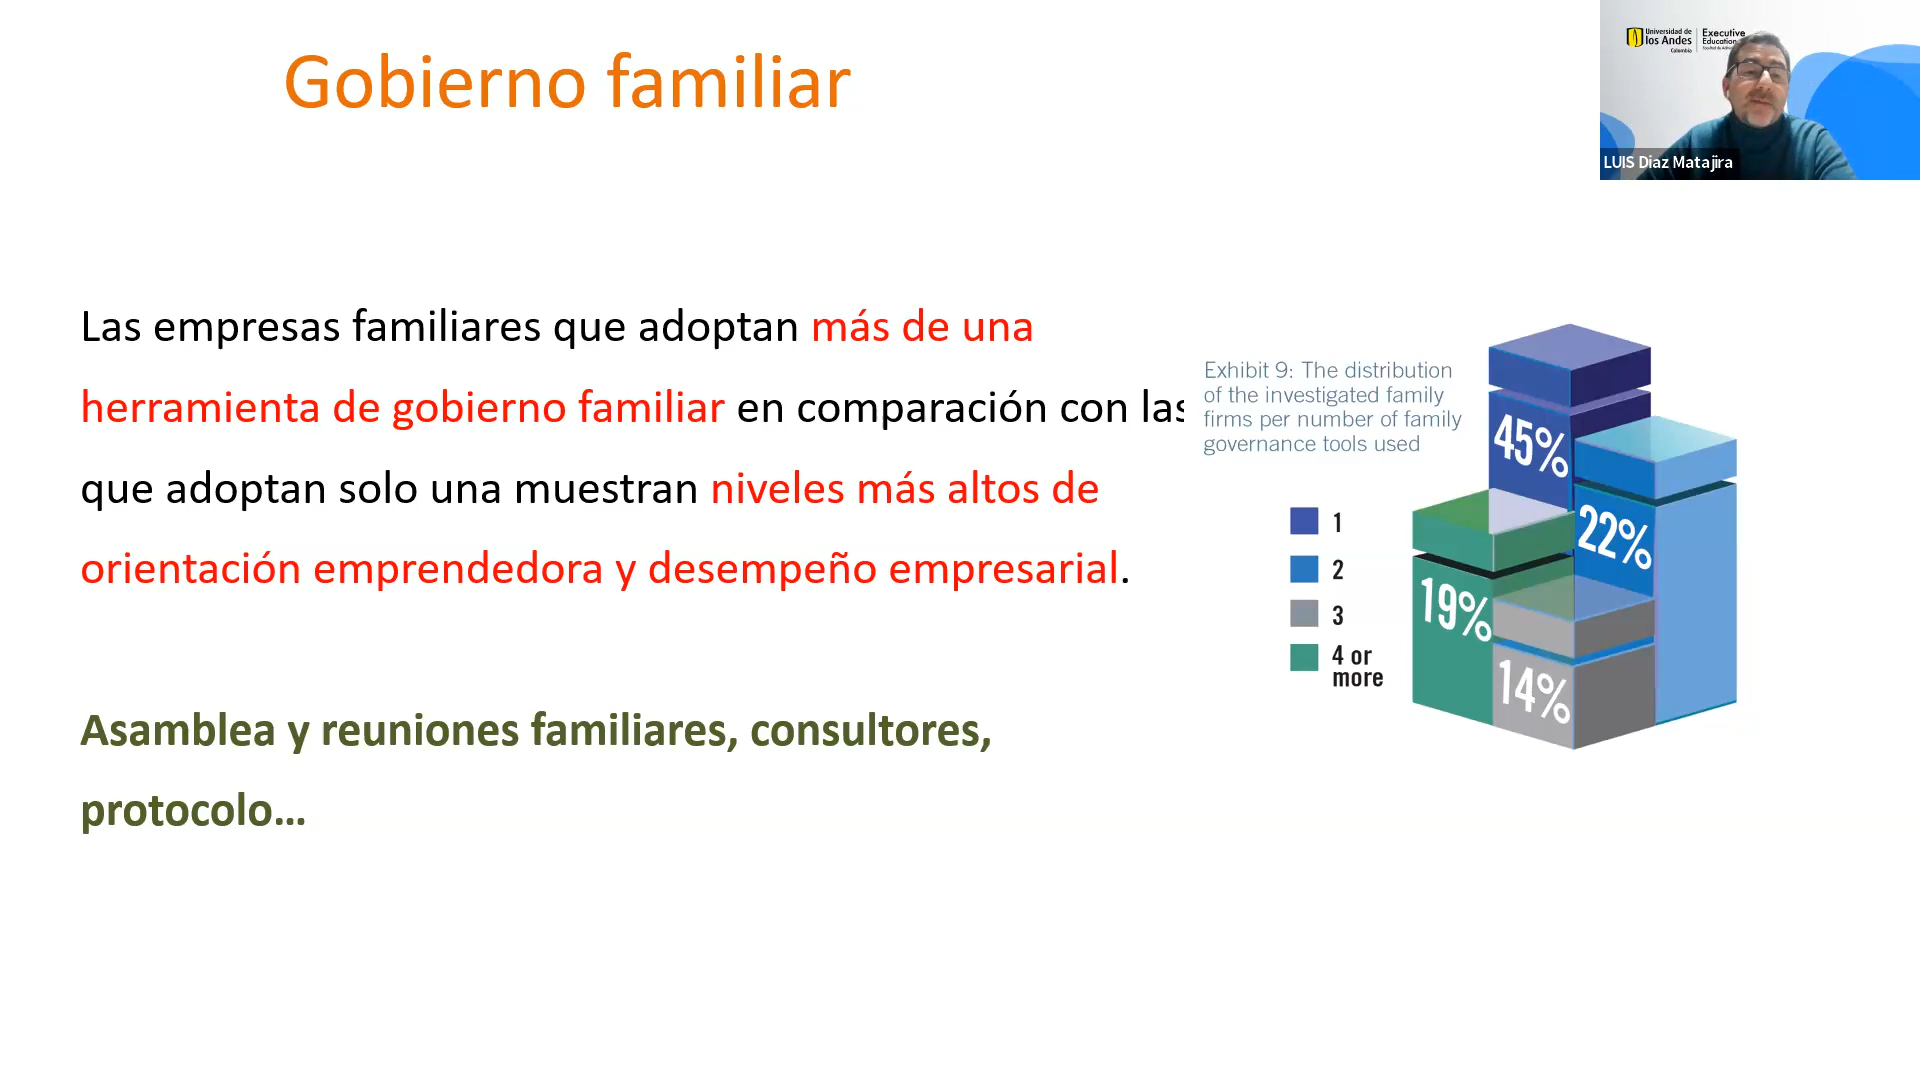 Gobierno familiar
Universidad de
los Andes
Colombia
Executive
Education
LUIS Diaz Matajira
Las empresas familiares que adoptan más de una
herramienta de gobierno familiar en comparación con las
que adoptan solo una muestran niveles más altos de
orientación emprendedora y desempeño empresarial.
Asamblea y reuniones familiares, consultores,
protocolo...
Exhibit 9: The distribution
of the investigated family
firms per number of family
governance tools used
1
2
3
4 or
more
45%
22%
19%
14%